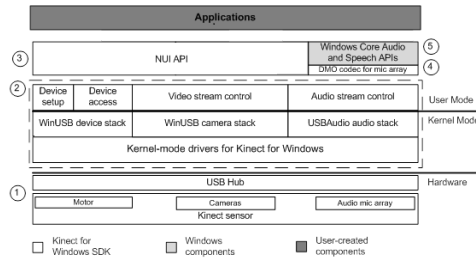 Applications
3
NUI API
Windows Core Audio
and Speech APIs
5
DMO codec for mic array
4
2
Device
setup
Device
access
Video stream control
Audio stream control
User Mode
Kernel Mode
WinUSB device stack
WinUSB camera stack
USBAudio audio stack
Kernel-mode drivers for Kinect for Windows
1
USB Hub
Hardware
Motor
Cameras
Audio mic array
Kinect sensor
Kinect for
Windows SDK
Windows
components
User-created
components